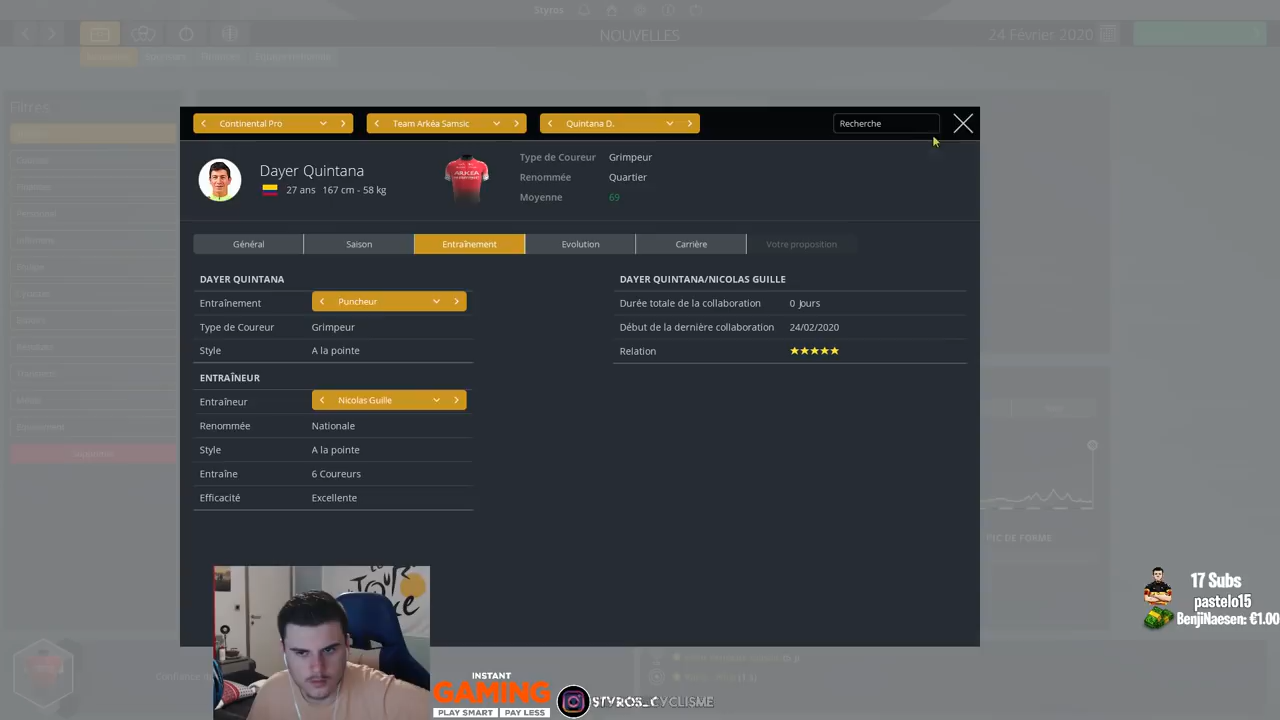 Styros
NOUVELLES
24 Février 2020
Filtres
Continental Pro
Team Arkéa Samsic
Quintana D.
Recherche
Dayer Quintana
27 ans 167 cm - 58 kg
Type de Coureur Grimpeur
Renommée Quartier
Moyenne 69
Général
Saison
Entraînement
Evolution
Carrière
Votre proposition
DAYER QUINTANA
Entraînement Puncheur
Type de Coureur Grimpeur
Style A la pointe
ENTRAÎNEUR
Entraîneur Nicolas Guille
Renommée Nationale
Style A la pointe
Entraîne 6 Coureurs
Efficacité Excellente
DAYER QUINTANA/NICOLAS GUILLE
Durée totale de la collaboration 0 Jours
Début de la dernière collaboration 24/02/2020
Relation
PIC DE FORME
17 Subs
pastelo15
BenjiNaesen: €1.00
INSTANT
GAMING
PLAY SMART PAY LESS
STYROS_CYCLISME